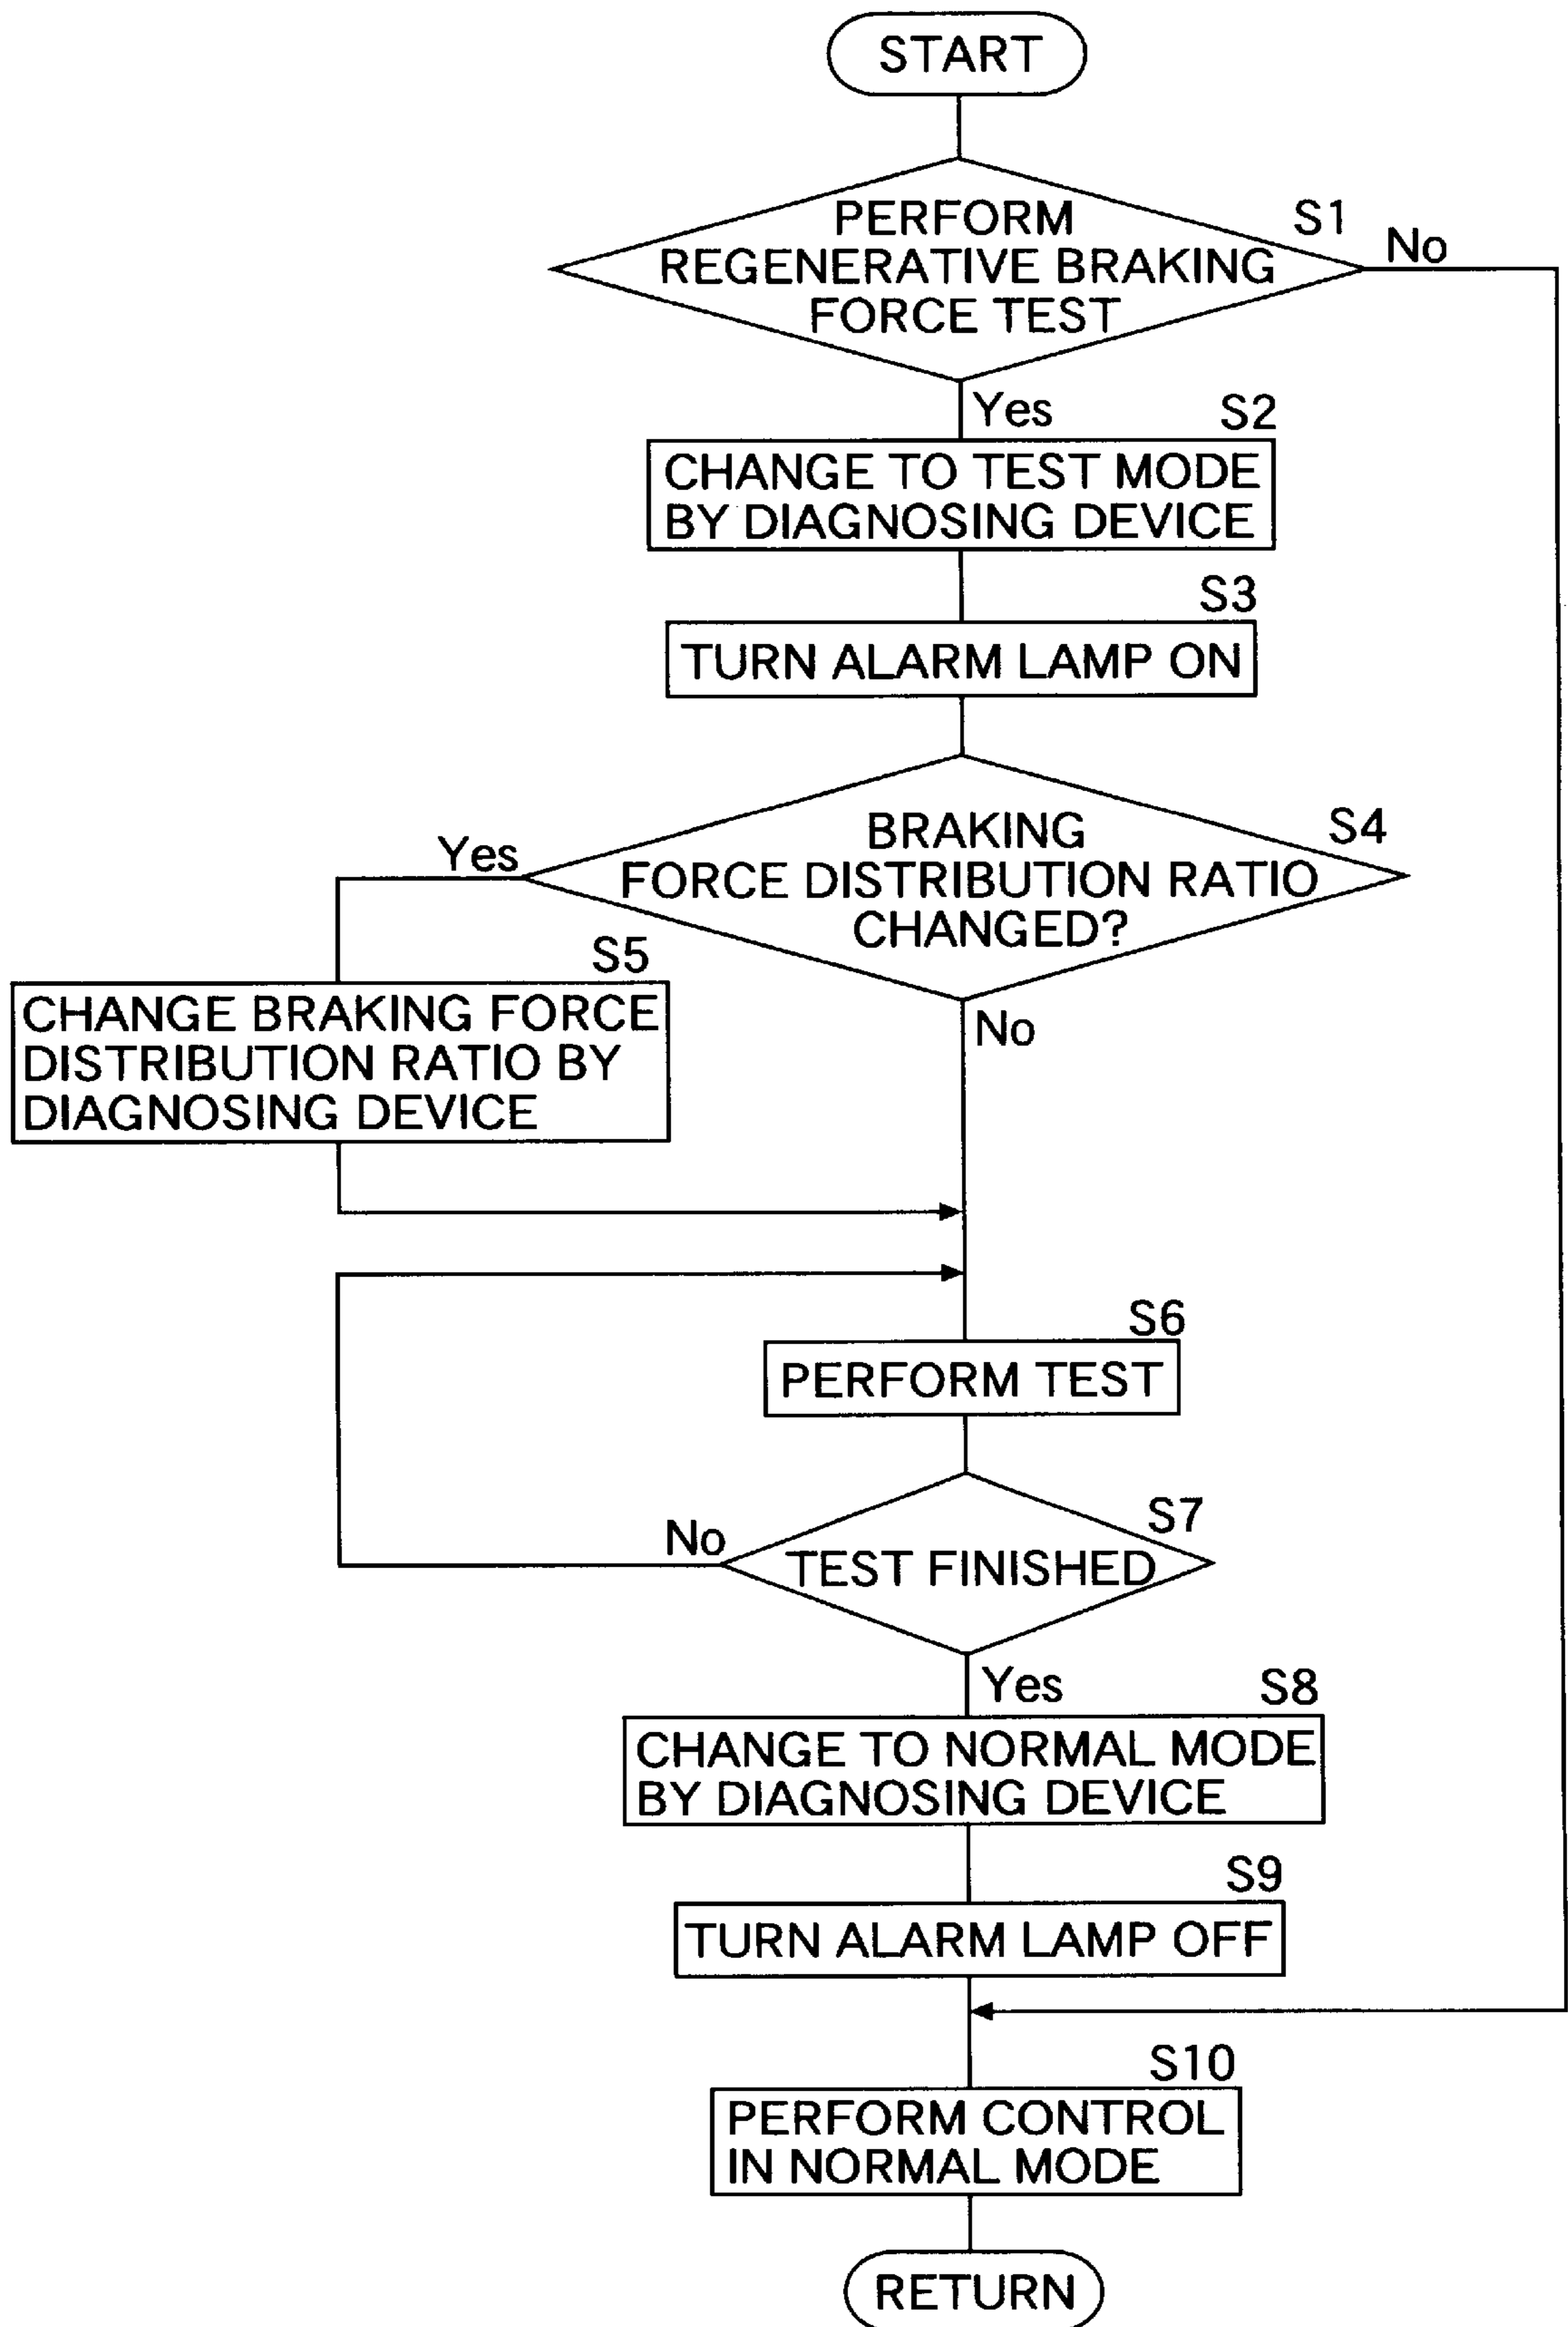 START
S1
PERFORM
REGENERATIVE BRAKING
FORCE TEST
No
Yes
S2
CHANGE TO TEST MODE
BY DIAGNOSING DEVICE
S3
TURN ALARM LAMP ON
S4
BRAKING
FORCE DISTRIBUTION RATIO
CHANGED?
Yes
No
S5
CHANGE BRAKING FORCE
DISTRIBUTION RATIO BY
DIAGNOSING DEVICE
S6
PERFORM TEST
S7
TEST FINISHED
No
Yes
S8
CHANGE TO NORMAL MODE
BY DIAGNOSING DEVICE
S9
TURN ALARM LAMP OFF
S10
PERFORM CONTROL
IN NORMAL MODE
RETURN